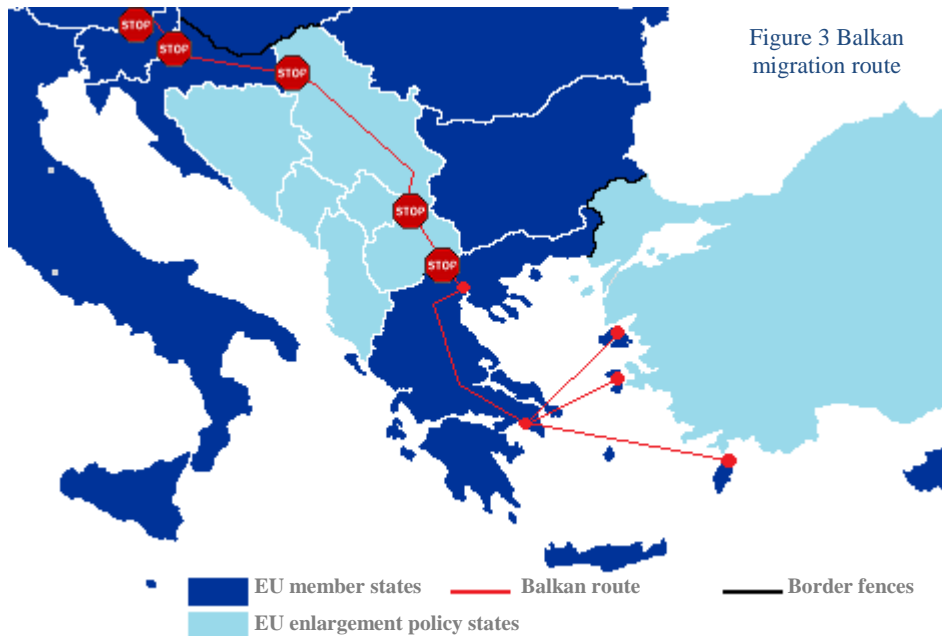 Figure 3 Balkan
migration route
STOP
STOP
STOP
STOP
STOP
EU member states
Balkan route
Border fences
EU enlargement policy states